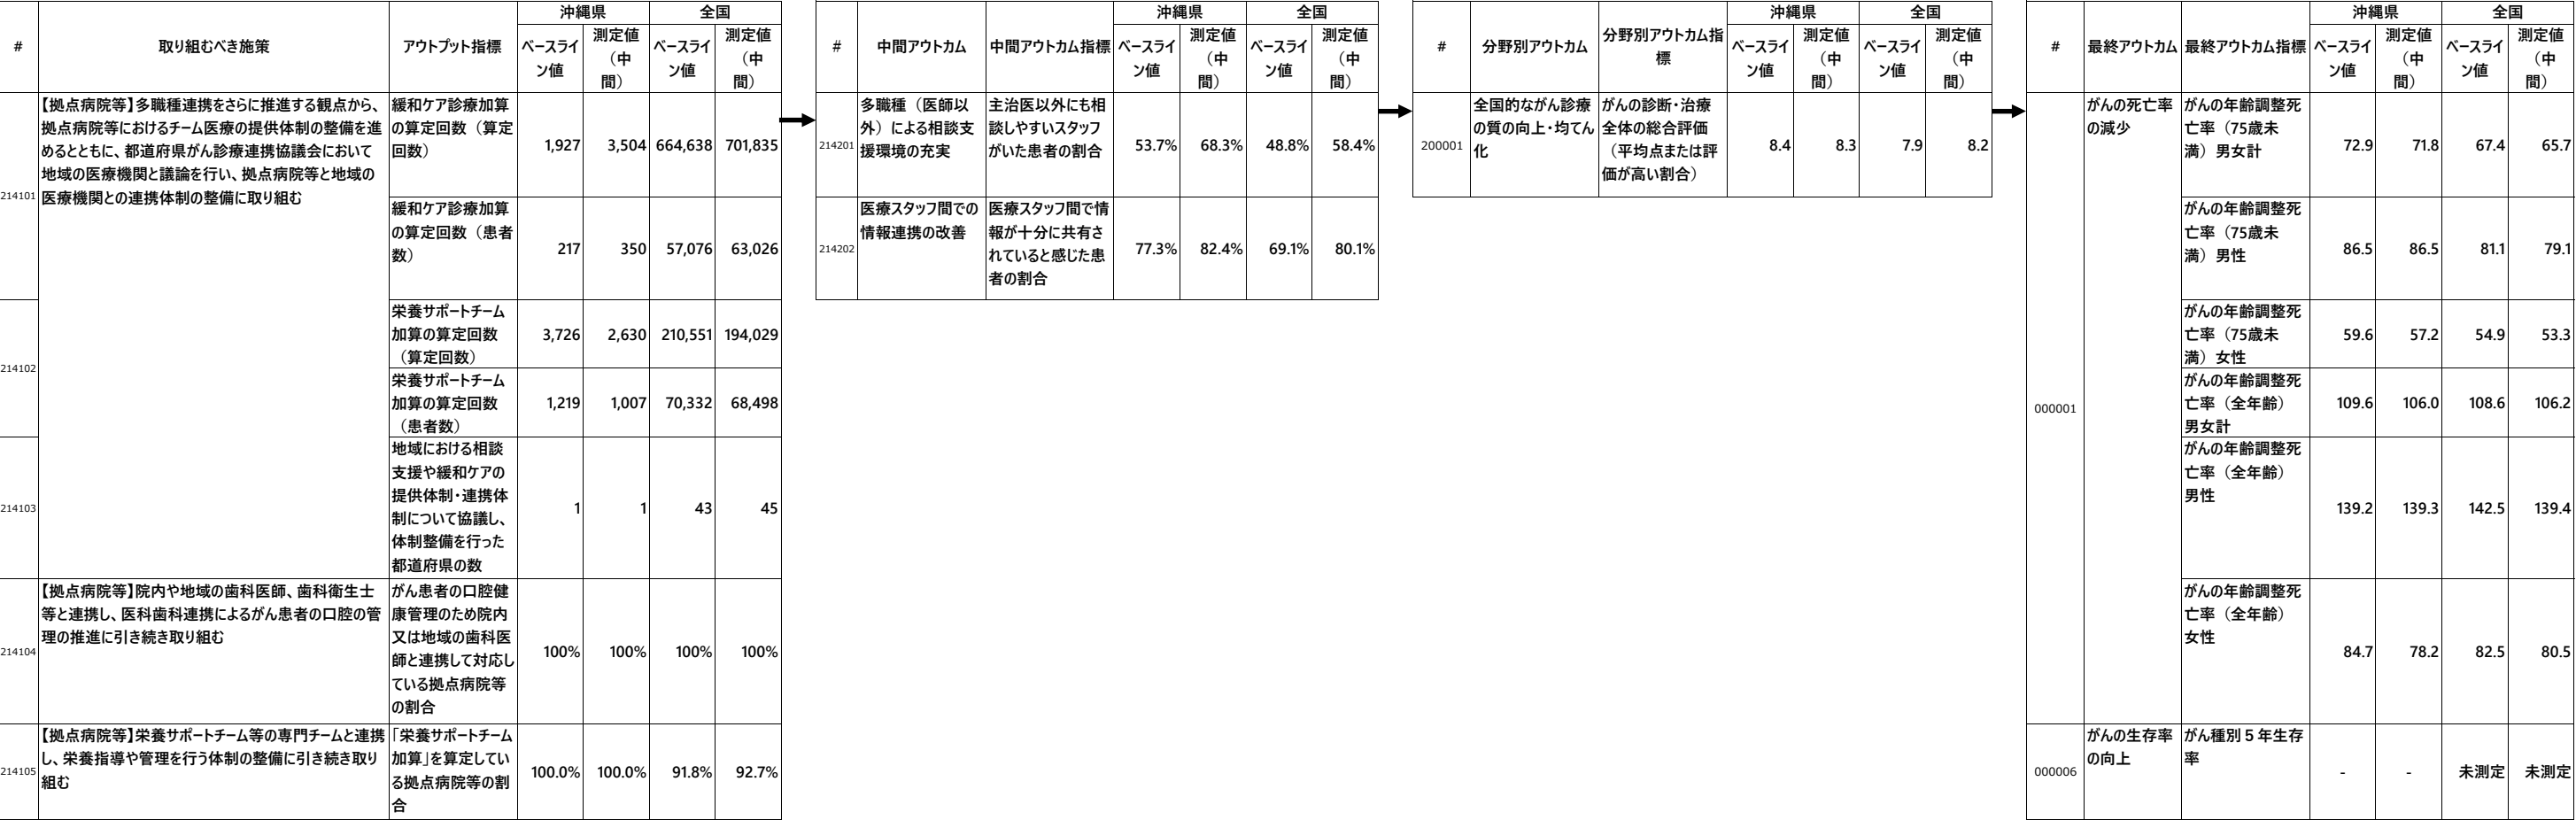 沖縄県 全国
# 取り組むべき施策 アウトプット指標 ベースライ
ン値 測定値
（中
間） ベースライ
ン値 測定値
（中
間）
214101 【拠点病院等】多職種連携をさらに推進する観点から、
拠点病院等におけるチーム医療の提供体制の整備を進
めるとともに、都道府県がん診療連携協議会において
地域の医療機関と議論を行い、拠点病院等と地域の
医療機関との連携体制の整備に取り組む
緩和ケア診療加算
の算定回数（算定
回数）
1,927 3,504 664,638 701,835
緩和ケア診療加算
の算定回数（患者
数）
217 350 57,076 63,026
214102
栄養サポートチーム
加算の算定回数
（算定回数）
3,726 2,630 210,551 194,029
栄養サポートチーム
加算の算定回数
（患者数）
1,219 1,007 70,332 68,498
214103
地域における相談
支援や緩和ケアの
提供体制・連携体
制について協議し、
体制整備を行った
都道府県の数
1 1 43 45
214104
【拠点病院等】院内や地域の歯科医師、歯科衛生士
等と連携し、医科歯科連携によるがん患者の口腔の管
理の推進に引き続き取り組む
がん患者の口腔健
康管理のため院内
又は地域の歯科医
師と連携して対応し
ている拠点病院等
の割合
100% 100% 100% 100%
214105
【拠点病院等】栄養サポートチーム等の専門チームと連携
し、栄養指導や管理を行う体制の整備に引き続き取り
組む
「栄養サポートチーム
加算」を算定してい
る拠点病院等の割
合
100.0% 100.0% 91.8% 92.7%
沖縄県 全国
# 中間アウトカム 中間アウトカム指標 ベースライ
ン値 測定値
（中
間） ベースライ
ン値 測定値
（中
間）
214201
多職種（医師以
外）による相談支
援環境の充実
主治医以外にも相
談しやすいスタッフ
がいた患者の割合
53.7% 68.3% 48.8% 58.4%
214202
医療スタッフ間での
情報連携の改善
医療スタッフ間で情
報が十分に共有さ
れていると感じた患
者の割合
77.3% 82.4% 69.1% 80.1%
沖縄県 全国
# 分野別アウトカム 分野別アウトカム指
標 ベースライ
ン値 測定値
（中
間） ベースライ
ン値 測定値
（中
間）
200001
全国的ながん診療
の質の向上・均てん
化
がんの診断・治療
全体の総合評価
（平均点または評
価が高い割合）
8.4 8.3 7.9 8.2
沖縄県 全国
# 最終アウトカム 最終アウトカム指標 ベースライ
ン値 測定値
（中
間） ベースライ
ン値 測定値
（中
間）
000001
がんの死亡率
の減少
がんの年齢調整死
亡率（75歳未
満）男女計
72.9 71.8 67.4 65.7
がんの年齢調整死
亡率（75歳未
満）男性
86.5 86.5 81.1 79.1
がんの年齢調整死
亡率（75歳未
満）女性
59.6 57.2 54.9 53.3
がんの年齢調整死
亡率（全年齢）
男女計
109.6 106.0 108.6 106.2
がんの年齢調整死
亡率（全年齢）
男性
139.2 139.3 142.5 139.4
がんの年齢調整死
亡率（全年齢）
女性
84.7 78.2 82.5 80.5
000006
がんの生存率
の向上
がん種別５年生存
率
- - 未測定 未測定